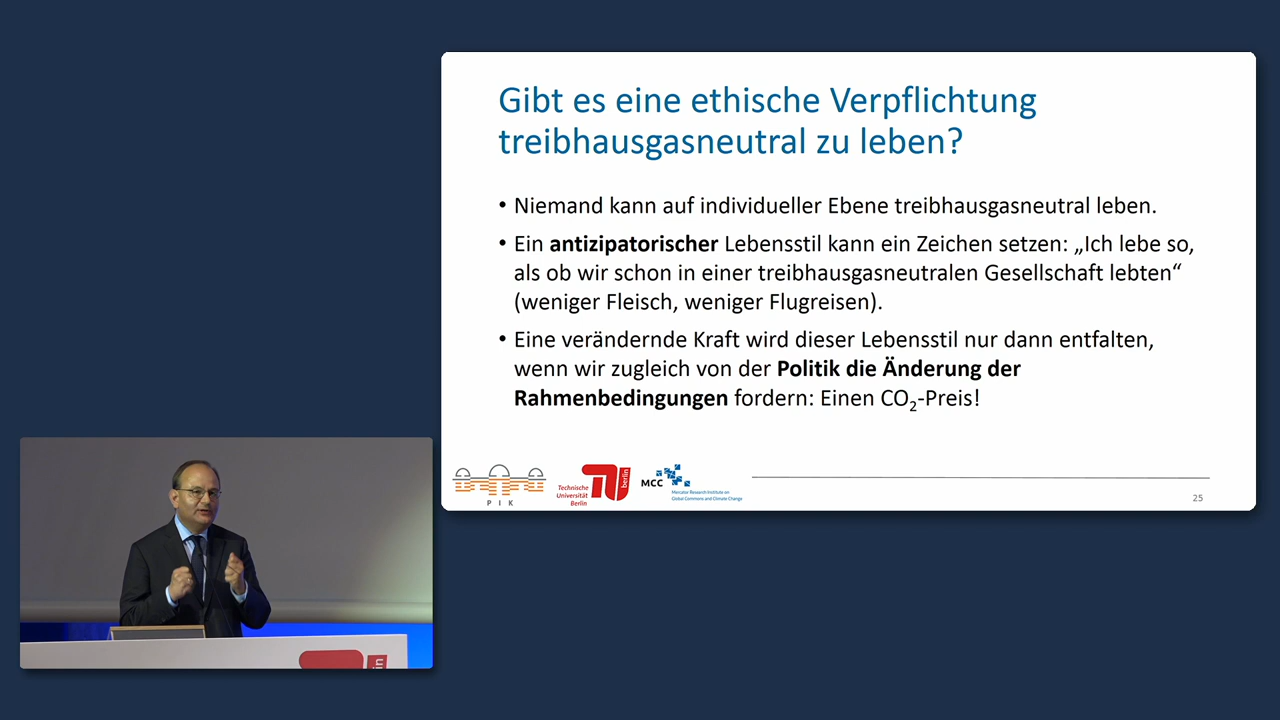 Gibt es eine ethische Verpflichtung
treibhausgasneutral zu leben?
• Niemand kann auf individueller Ebene treibhausgasneutral leben.
• Ein antizipatorischer Lebensstil kann ein Zeichen setzen: „Ich lebe so,
als ob wir schon in einer treibhausgasneutralen Gesellschaft lebten“
(weniger Fleisch, weniger Flugreisen).
• Eine verändernde Kraft wird dieser Lebensstil nur dann entfalten,
wenn wir zugleich von der Politik die Änderung der
Rahmenbedingungen fordern: Einen CO₂-Preis!
PIK
Technische
Universität
Berlin
berlin
MCC
Mercator Research Institute on
Global Commons and Climate Change
25
lin